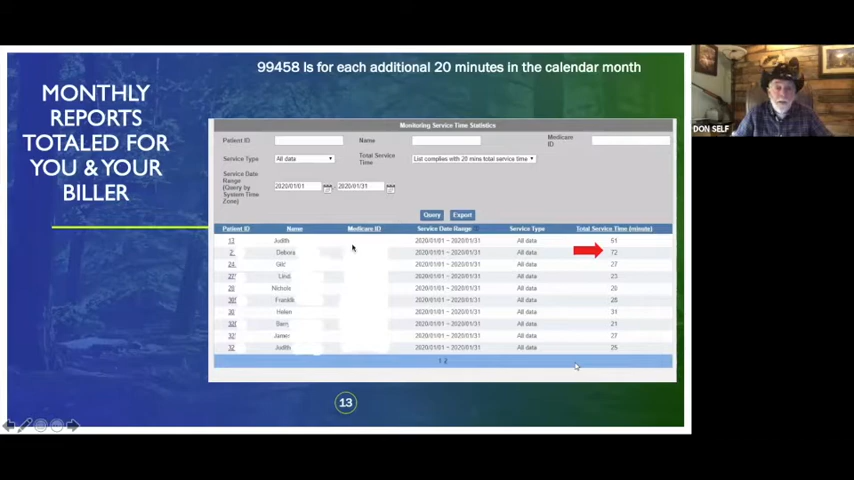 99458 Is for each additional 20 minutes in the calendar month
MONTHLY
REPORTS
TOTALED FOR
YOU & YOUR
BILLER
Monitoring Service Time Statistics
Patient ID Name Medicare ID
Service Type All data Total Service Time List complies with 20 mins total service time
Service Date Range (Query by System Time Zone) 2020/01/01 - 2020/01/31
Query Export
Patient ID Name Medicare ID Service Date Range Service Type Total Service Time (minute)
Judith 2020/01/01 ~ 2020/01/31 All data 51
Debora 2020/01/01 ~ 2020/01/31 All data 72
24 2020/01/01 ~ 2020/01/31 All data 27
2020/01/01 ~ 2020/01/31 All data 23
Nichole 2020/01/01 ~ 2020/01/31 All data
Franklin 2020/01/01 ~ 2020/01/31 All data
30 Helen 2020/01/01 ~ 2020/01/31 All data 31
2020/01/01 ~ 2020/01/31 All data 21
James 2020/01/01 ~ 2020/01/31 All data 27
32 Judith 2020/01/01 ~ 2020/01/31 All data 25
1 2
13
DON SELF